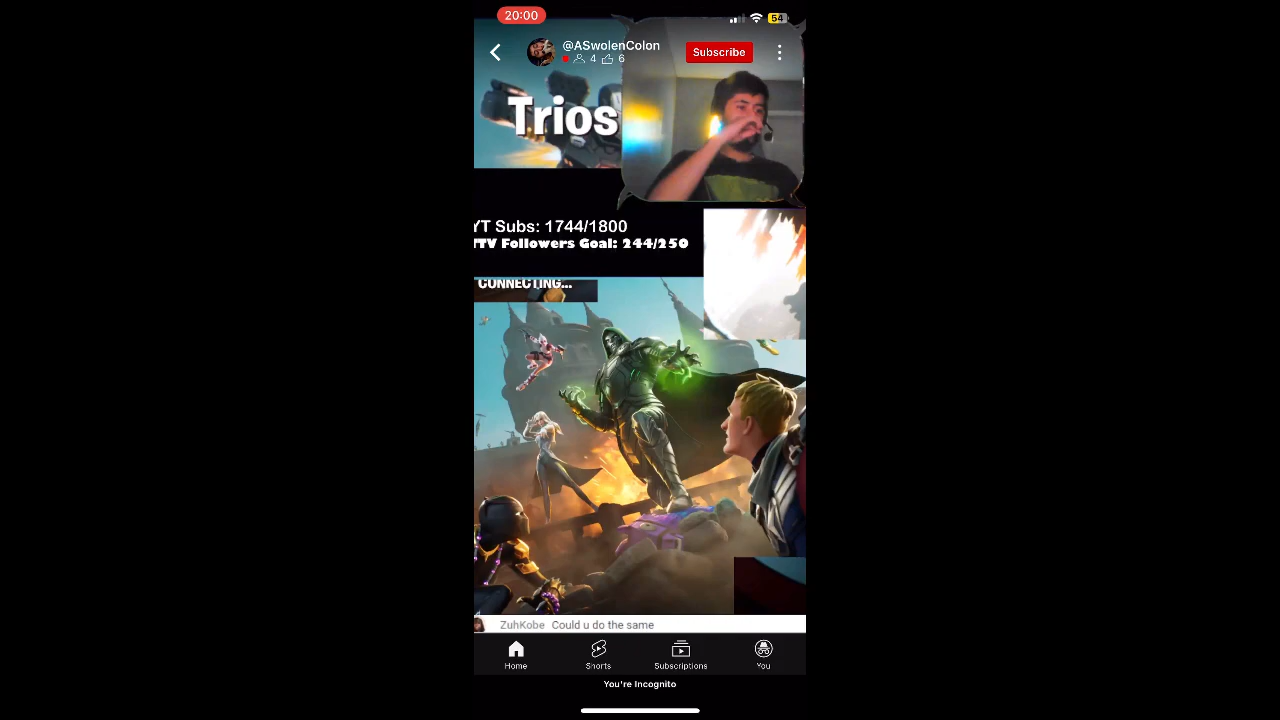 20:00
54
@ASwolenColon
4 6
Subscribe
Trios
YT Subs: 1744/1800
TTV Followers Goal: 244/250
CONNECTING...
ZuhKobe Could u do the same
Home
Shorts
Subscriptions
You
You're Incognito